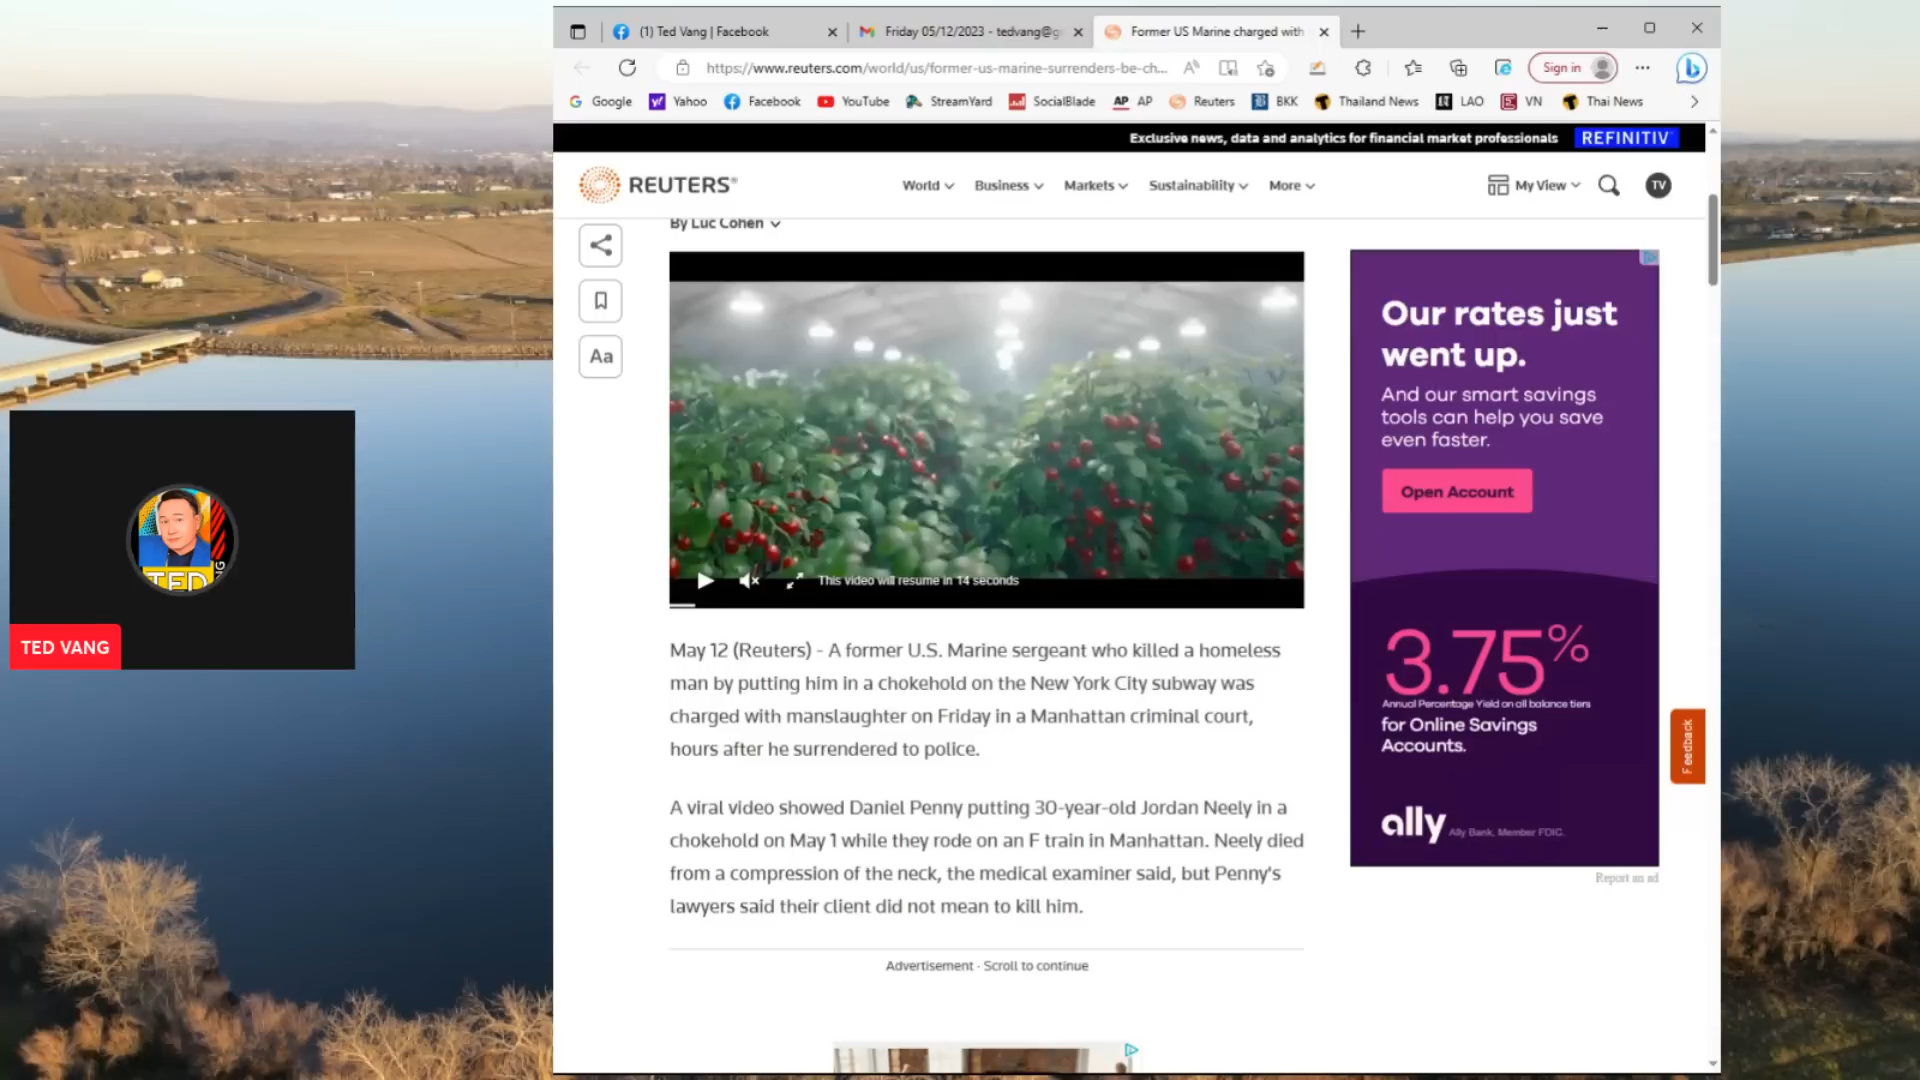 (1) Ted Vang | Facebook
Friday 05/12/2023 - tedvang@g
Former US Marine charged with
https://www.reuters.com/world/us/former-us-marine-surrenders-be-ch...
Sign in
Google
Yahoo
Facebook
YouTube
StreamYard
SocialBlade
AP AP
Reuters
BKK
Thailand News
LAO
VN
Thai News
Exclusive news, data and analytics for financial market professionals
REFINITIV
REUTERS®
World
Business
Markets
Sustainability
More
My View
TV
By Luc Cohen
Aa
This video will resume in 14 seconds
May 12 (Reuters) - A former U.S. Marine sergeant who killed a homeless
man by putting him in a chokehold on the New York City subway was
charged with manslaughter on Friday in a Manhattan criminal court,
hours after he surrendered to police.
A viral video showed Daniel Penny putting 30-year-old Jordan Neely in a
chokehold on May 1 while they rode on an F train in Manhattan. Neely died
from a compression of the neck, the medical examiner said, but Penny's
lawyers said their client did not mean to kill him.
Advertisement · Scroll to continue
Our rates just
went up.
And our smart savings
tools can help you save
even faster.
Open Account
3.75%
Annual Percentage Yield on all balance tiers
for Online Savings
Accounts.
ally Ally Bank, Member FDIC.
Report an ad
Feedback
TED
TED VANG